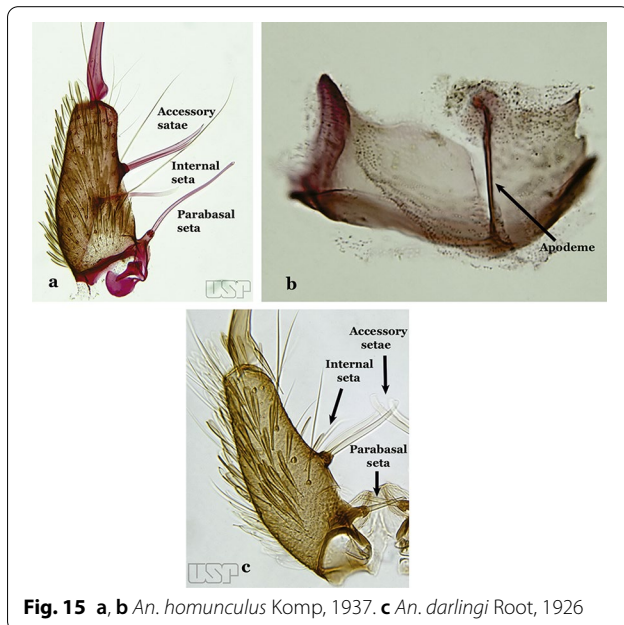 Accessory
satae
Internal
seta
Parabasal
seta
a
USP
Apodeme
b
Accessory
setae
Internal
seta
Parabasal
seta
USP
c
Fig. 15 a, b An. homunculus Komp, 1937. c An. darlingi Root, 1926